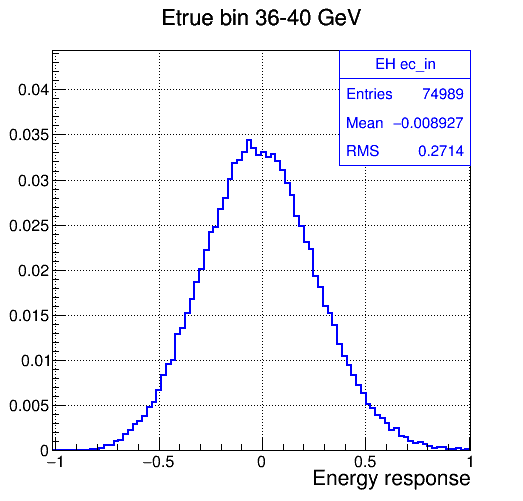 Etrue bin 36-40 GeV
EH ec_in
Entries 74989
Mean −0.008927
RMS 0.2714
0.04
0.035
0.03
0.025
0.02
0.015
0.01
0.005
0
−1 −0.5 0 0.5 1
Energy response